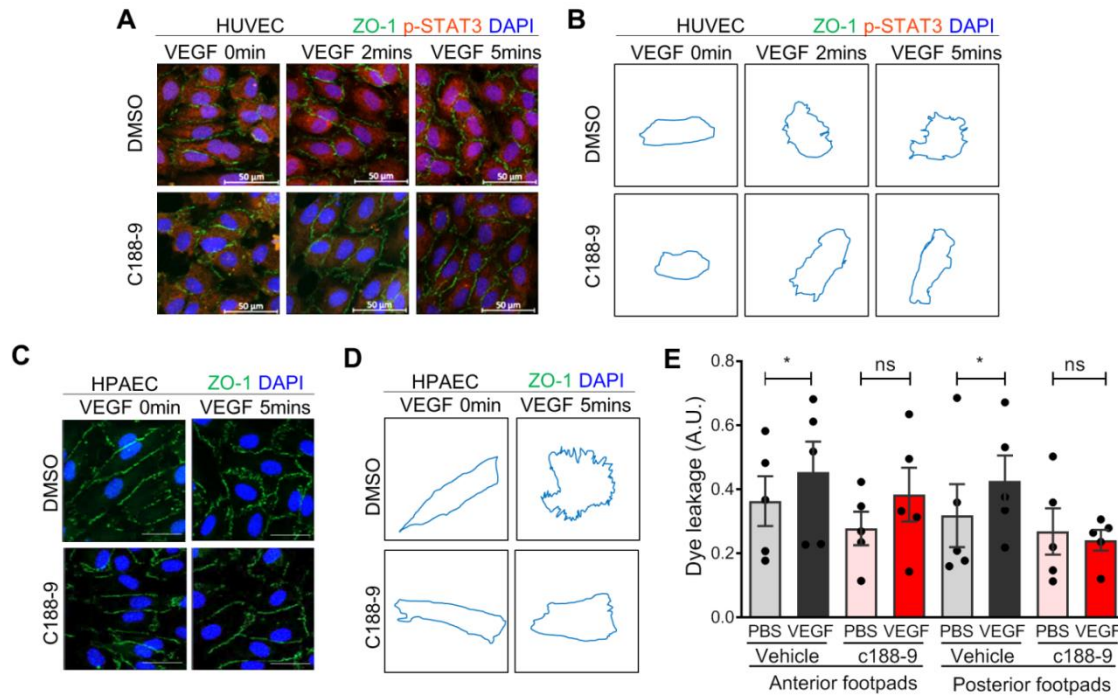 A
HUVEC ZO-1 p-STAT3 DAPI
VEGF 0min VEGF 2mins VEGF 5mins
DMSO
50 µm 50 µm 50 µm
C188-9
50 µm 50 µm 50 µm
B
HUVEC ZO-1 p-STAT3 DAPI
VEGF 0min VEGF 2mins VEGF 5mins
DMSO
C188-9
C
HPAEC ZO-1 DAPI
VEGF 0min VEGF 5mins
DMSO
C188-9
D
HPAEC ZO-1 DAPI
VEGF 0min VEGF 5mins
DMSO
C188-9
E
Dye leakage (A.U.)
0.8
0.6
0.4
0.2
0.0
* ns * ns
PBS VEGF PBS VEGF PBS VEGF PBS VEGF
Vehicle c188-9 Vehicle c188-9
Anterior footpads Posterior footpads